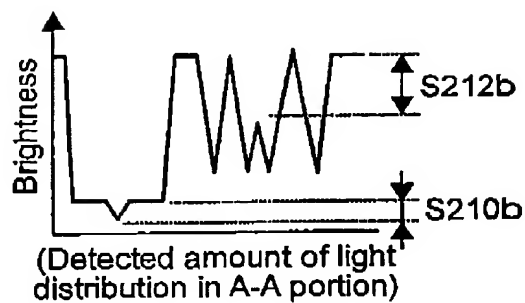 Brightness
S212b
S210b
(Detected amount of light
distribution in A-A portion)